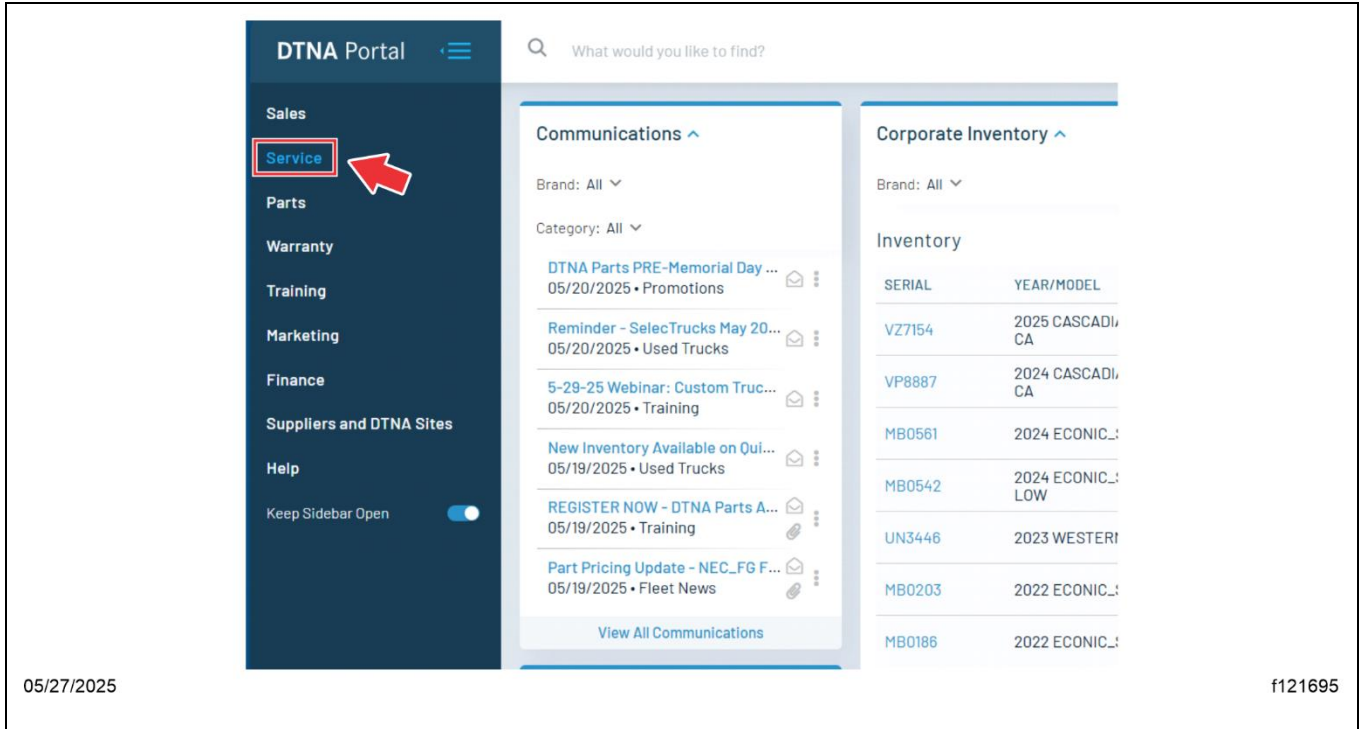 DTNA Portal
What would you like to find?
Sales
Service
Parts
Warranty
Training
Marketing
Finance
Suppliers and DTNA Sites
Help
Keep Sidebar Open
Communications
Brand: All
Category: All
DTNA Parts PRE-Memorial Day ...
05/20/2025 • Promotions
Reminder - SelecTrucks May 20...
05/20/2025 • Used Trucks
5-29-25 Webinar: Custom Truc...
05/20/2025 • Training
New Inventory Available on Qui...
05/19/2025 • Used Trucks
REGISTER NOW - DTNA Parts A...
05/19/2025 • Training
Part Pricing Update - NEC_FG F...
05/19/2025 • Fleet News
View All Communications
Corporate Inventory
Brand: All
Inventory
SERIAL YEAR/MODEL
VZ7154 2025 CASCADI
CA
VP8887 2024 CASCADI
CA
MB0561 2024 ECONIC_
MB0542 2024 ECONIC_
LOW
UN3446 2023 WESTER
MB0203 2022 ECONIC_
MB0186 2022 ECONIC_
05/27/2025
f121695